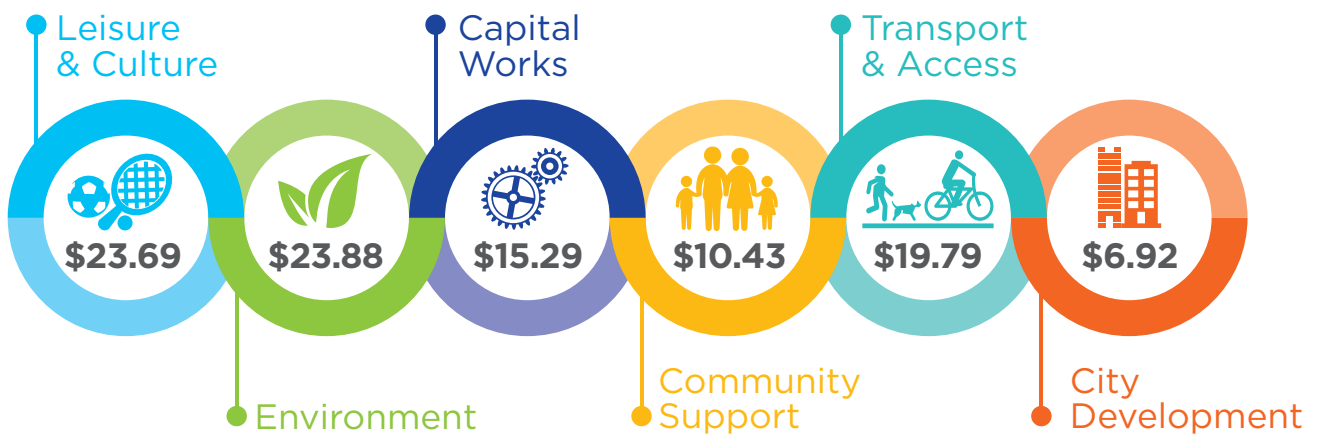 Leisure
& Culture
Capital
Works
Transport
& Access
$23.69
$23.88
$15.29
$10.43
$19.79
$6.92
Environment
Community
Support
City
Development